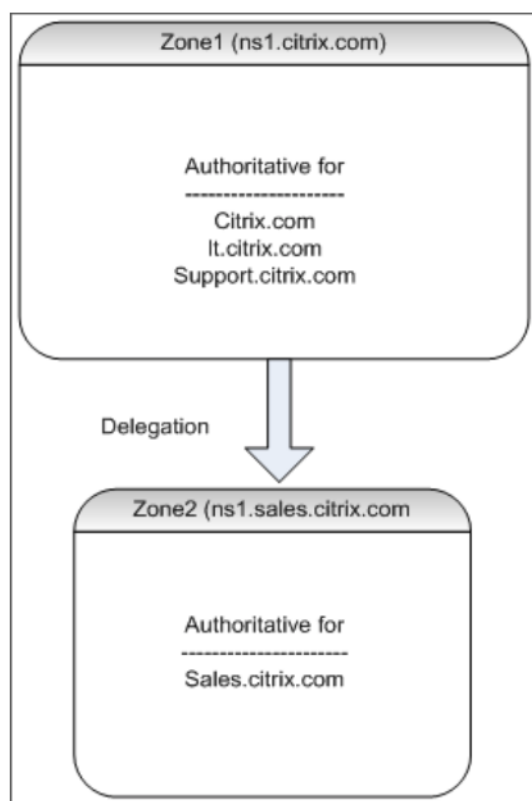 Zone1 (ns1.citrix.com)
Authoritative for
---------------------
Citrix.com
It.citrix.com
Support.citrix.com
Delegation
Zone2 (ns1.sales.citrix.com
Authoritative for
----------------------
Sales.citrix.com